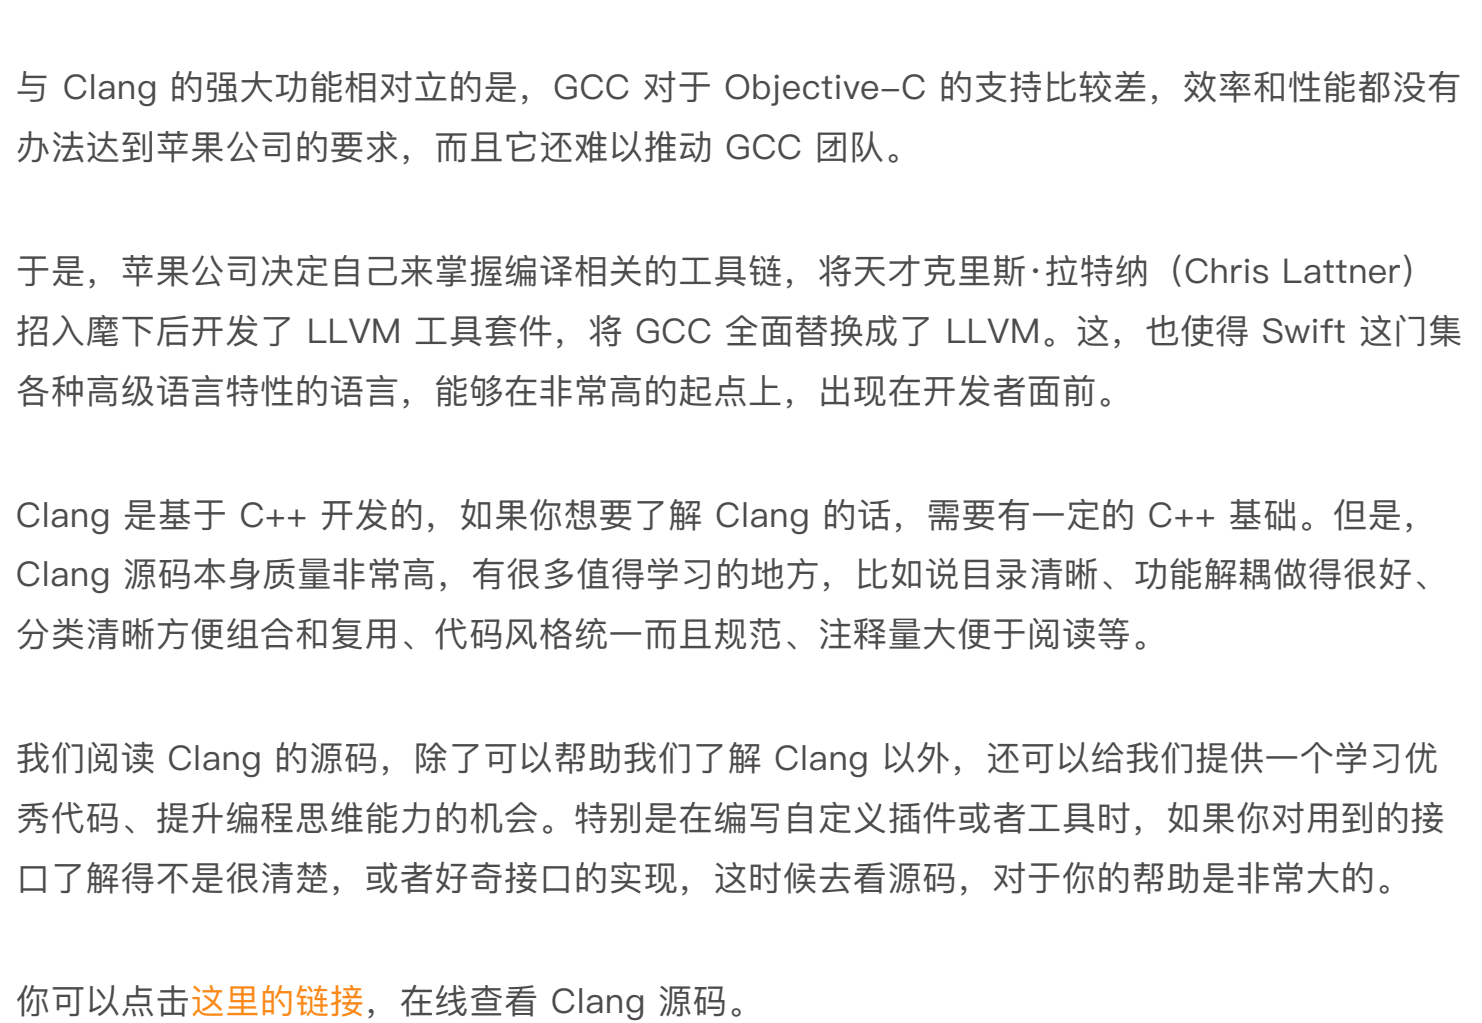 与 Clang 的强大功能相对立的是，GCC 对于 Objective-C 的支持比较差，效率和性能都没有
办法达到苹果公司的要求，而且它还难以推动 GCC 团队。
于是，苹果公司决定自己来掌握编译相关的工具链，将天才克里斯·拉特纳（Chris Lattner）
招入麾下后开发了 LLVM 工具套件，将 GCC 全面替换成了 LLVM。这，也使得 Swift 这门集
各种高级语言特性的语言，能够在非常高的起点上，出现在开发者面前。
Clang 是基于 C++ 开发的，如果你想要了解 Clang 的话，需要有一定的 C++ 基础。但是，
Clang 源码本身质量非常高，有很多值得学习的地方，比如说目录清晰、功能解耦做得很好、
分类清晰方便组合和复用、代码风格统一而且规范、注释量大便于阅读等。
我们阅读 Clang 的源码，除了可以帮助我们了解 Clang 以外，还可以给我们提供一个学习优
秀代码、提升编程思维能力的机会。特别是在编写自定义插件或者工具时，如果你对用到的接
口了解得不是很清楚，或者好奇接口的实现，这时候去看源码，对于你的帮助是非常大的。
你可以点击这里的链接，在线查看 Clang 源码。